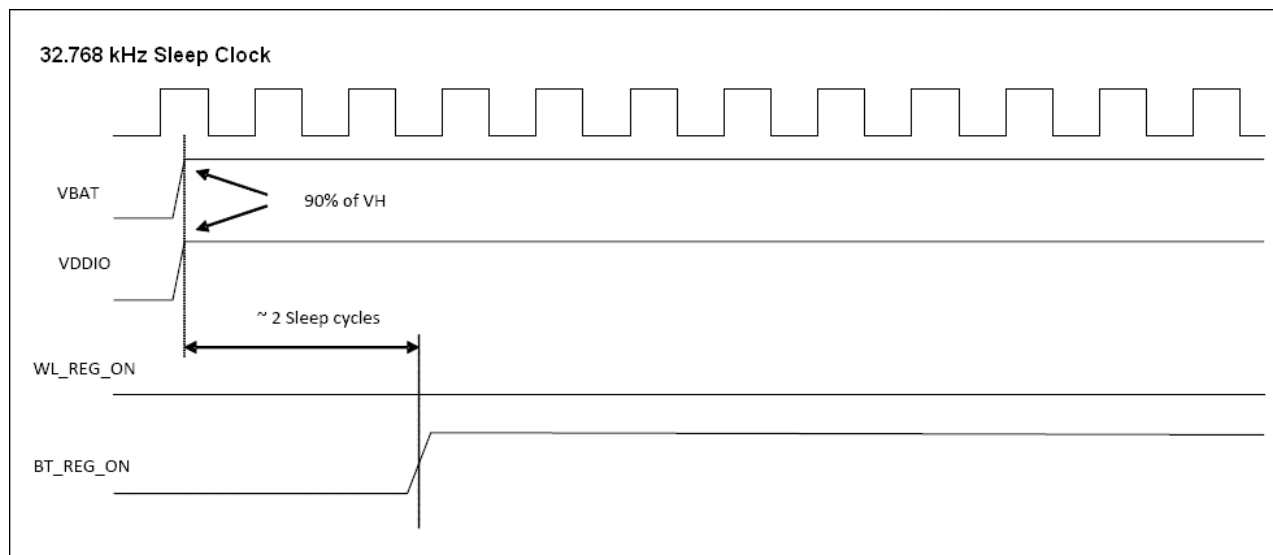 32.768 kHz Sleep Clock
VBAT
90% of VH
VDDIO
~ 2 Sleep cycles
WL_REG_ON
BT_REG_ON